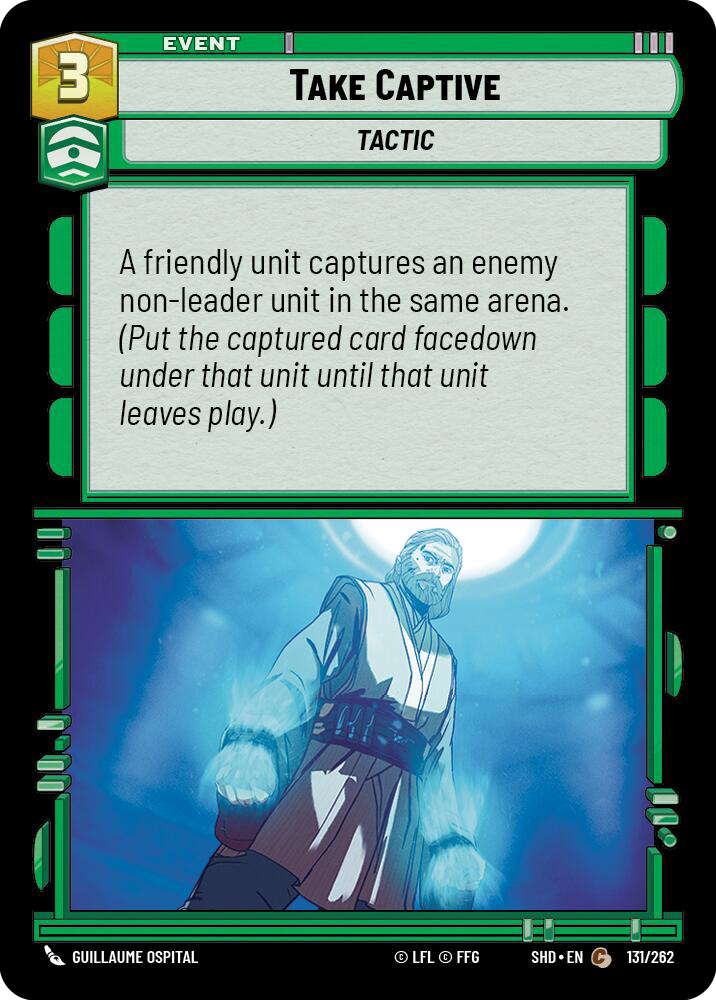 EVENT
3
TAKE CAPTIVE
TACTIC
A friendly unit captures an enemy
non-leader unit in the same arena.
(Put the captured card facedown
under that unit until that unit
leaves play.)
GUILLAUME OSPITAL
© LFL © FFG
SHD • EN
C
131/262